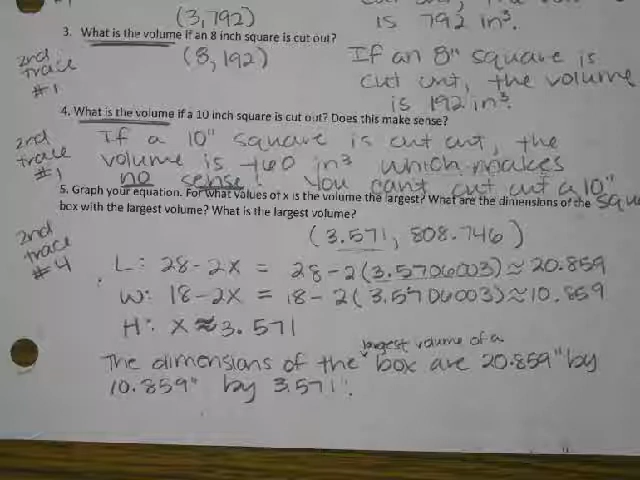 (3,792)
is 792 in³.
3. What is the volume if an 8 inch square is cut out?
2nd trace #1
(8,192)
If an 8" square is
cut out, the volume
is 192 in³.
4. What is the volume if a 10 inch square is cut out? Does this make sense?
2nd trace #1
If a 10" square is cut out, the
volume is -160 in³ which makes
no sense! You can't cut out a 10"
5. Graph your equation. For what values of x is the volume the largest? What are the dimensions of the squ
box with the largest volume? What is the largest volume?
2nd trace #4
(3.571, 808.746)
L: 28-2x = 28-2(3.5706003) ≈ 20.859
W: 18-2x = 18-2(3.5706003) ≈ 10.859
H: x ≈ 3.571
The dimensions of the largest volume of a box are 20.859" by
10.859" by 3.571".